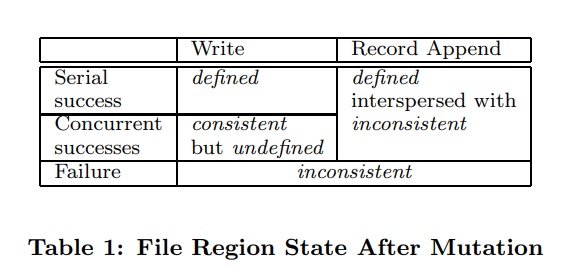 Write Record Append
Serial defined defined
success interspersed with
Concurrent consistent inconsistent
successes but undefined
Failure inconsistent
Table 1: File Region State After Mutation